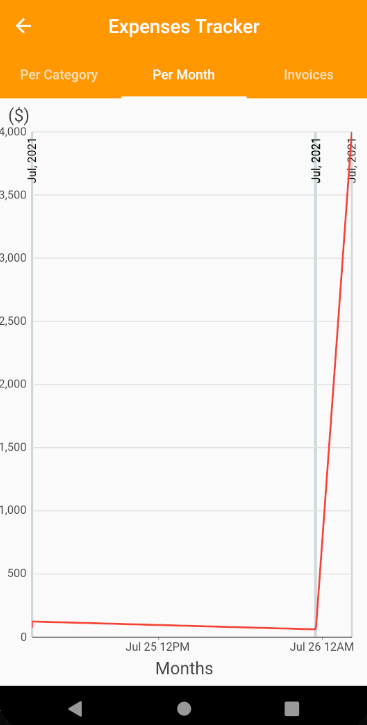 Expenses Tracker
Per Category Per Month Invoices
($)
4,000
Jul, 2021 Jul, 2021 Jul, 2021
3,500
3,000
2,500
2,000
1,500
1,000
500
0
Jul 25 12PM Jul 26 12AM
Months